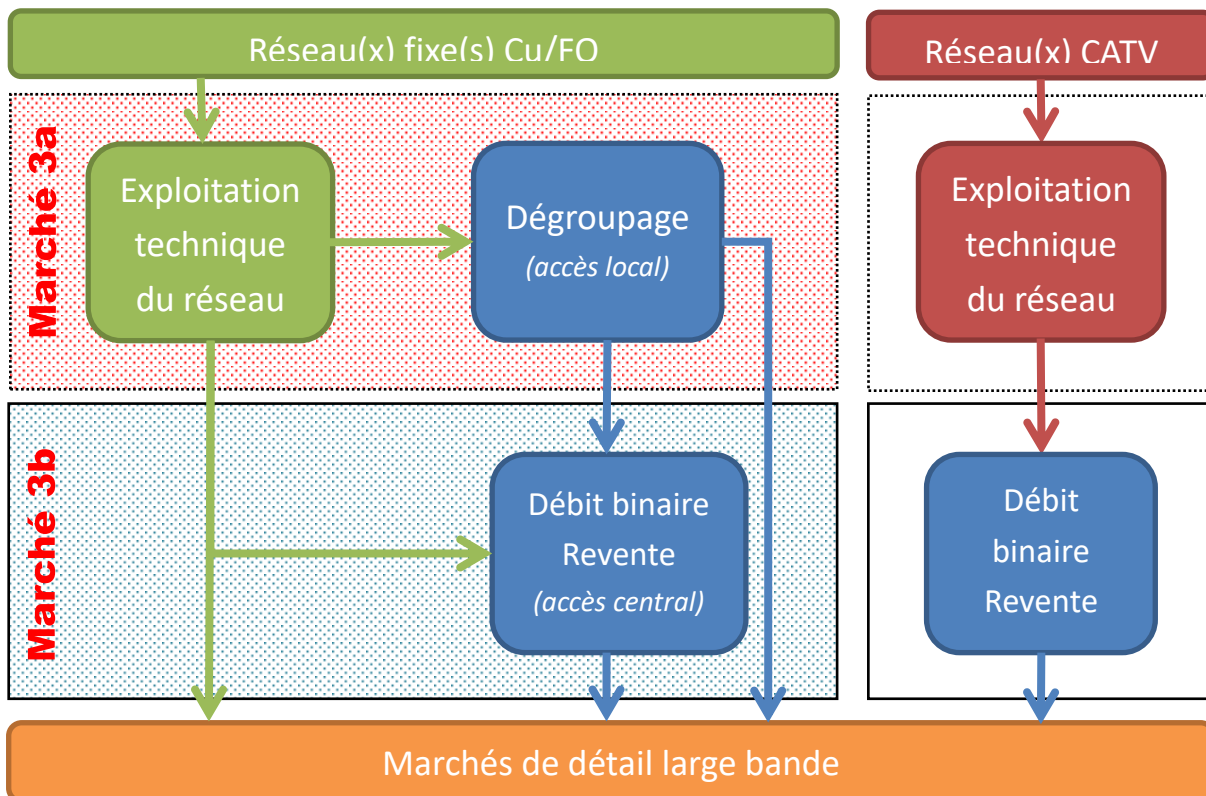 Réseau(x) fixe(s) Cu/FO
Réseau(x) CATV
Marché 3a
Exploitation
technique
du réseau
Dégroupage
(accès local)
Exploitation
technique
du réseau
Marché 3b
Débit binaire
Revente
(accès central)
Débit
binaire
Revente
Marchés de détail large bande